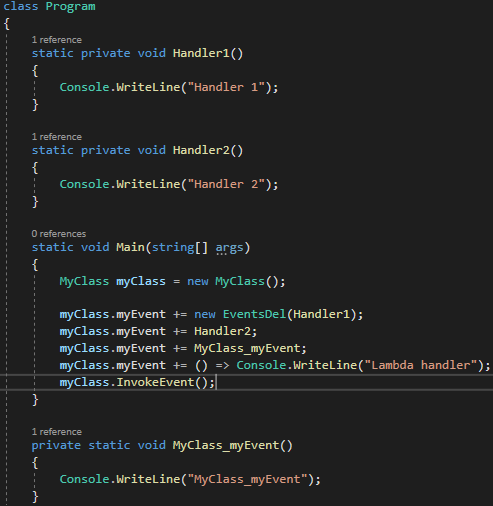 class Program
{
1 reference
static private void Handler1()
{
Console.WriteLine("Handler 1");
}
1 reference
static private void Handler2()
{
Console.WriteLine("Handler 2");
}
0 references
static void Main(string[] args)
{
MyClass myClass = new MyClass();
myClass.myEvent += new EventsDel(Handler1);
myClass.myEvent += Handler2;
myClass.myEvent += MyClass_myEvent;
myClass.myEvent += () => Console.WriteLine("Lambda handler");
myClass.InvokeEvent();
}
1 reference
private static void MyClass_myEvent()
{
Console.WriteLine("MyClass_myEvent");
}